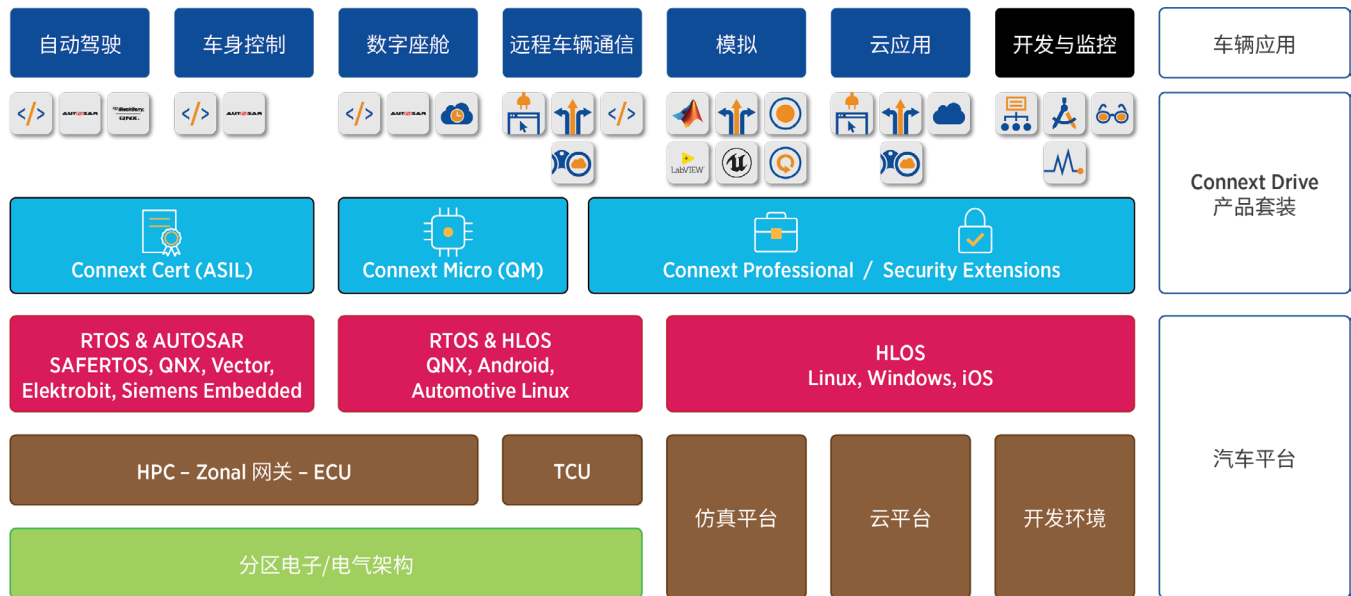 自动驾驶
车身控制
数字座舱
远程车辆通信
模拟
云应用
开发与监控
车辆应用
</>
AUTOSAR
BlackBerry
QNX.
</>
AUTOSAR
</>
AUTOSAR
</>
LabVIEW
Connext Drive
产品套装
Connext Cert (ASIL)
Connext Micro (QM)
Connext Professional / Security Extensions
RTOS & AUTOSAR
SAFERTOS, QNX, Vector,
Elektrobit, Siemens Embedded
RTOS & HLOS
QNX, Android,
Automotive Linux
HLOS
Linux, Windows, iOS
HPC – Zonal 网关 – ECU
TCU
仿真平台
云平台
开发环境
汽车平台
分区电子/电气架构